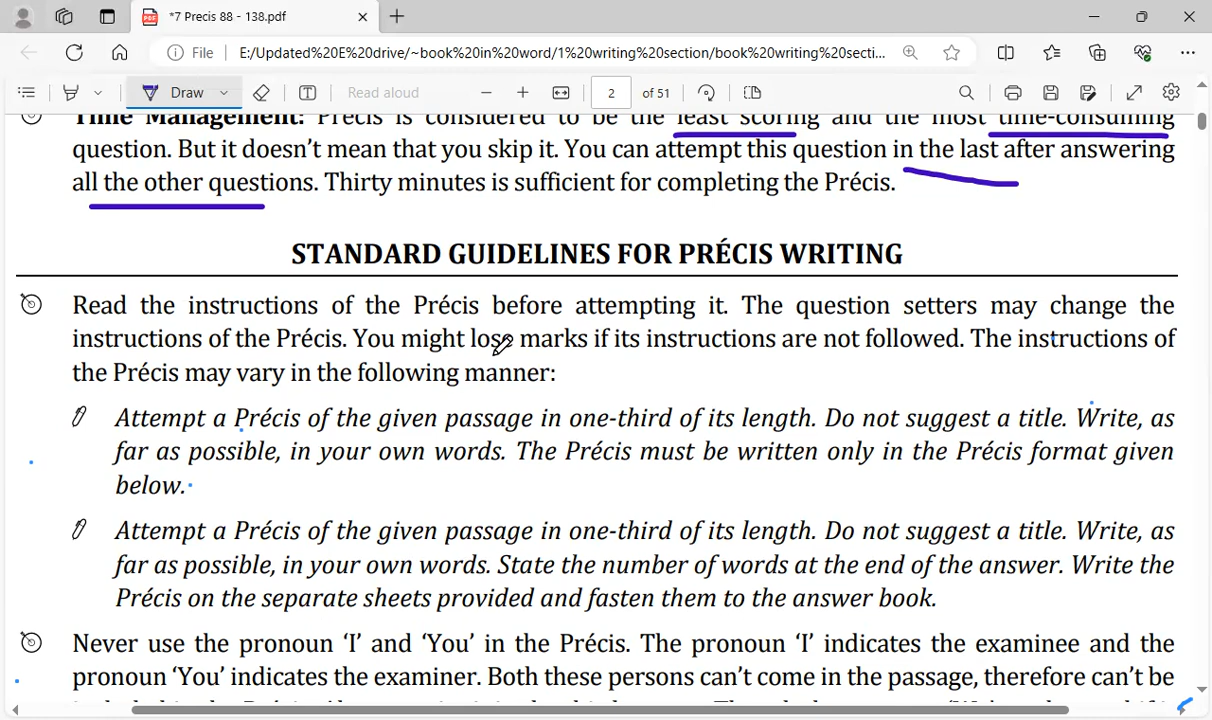 *7 Precis 88 - 138.pdf
File
E:/Updated%20E%20drive/~book%20in%20word/1%20writing%20section/book%20writing%20secti...
Draw
Read aloud
2
of 51
Time Management: Précis is considered to be the least scoring and the most time-consuming
question. But it doesn't mean that you skip it. You can attempt this question in the last after answering
all the other questions. Thirty minutes is sufficient for completing the Précis.
STANDARD GUIDELINES FOR PRÉCIS WRITING
Read the instructions of the Précis before attempting it. The question setters may change the
instructions of the Précis. You might lose marks if its instructions are not followed. The instructions of
the Précis may vary in the following manner:
Attempt a Précis of the given passage in one-third of its length. Do not suggest a title. Write, as
far as possible, in your own words. The Précis must be written only in the Précis format given
below.
Attempt a Précis of the given passage in one-third of its length. Do not suggest a title. Write, as
far as possible, in your own words. State the number of words at the end of the answer. Write the
Précis on the separate sheets provided and fasten them to the answer book.
Never use the pronoun 'I' and 'You' in the Précis. The pronoun 'I' indicates the examinee and the
pronoun 'You' indicates the examiner. Both these persons can't come in the passage, therefore can't be